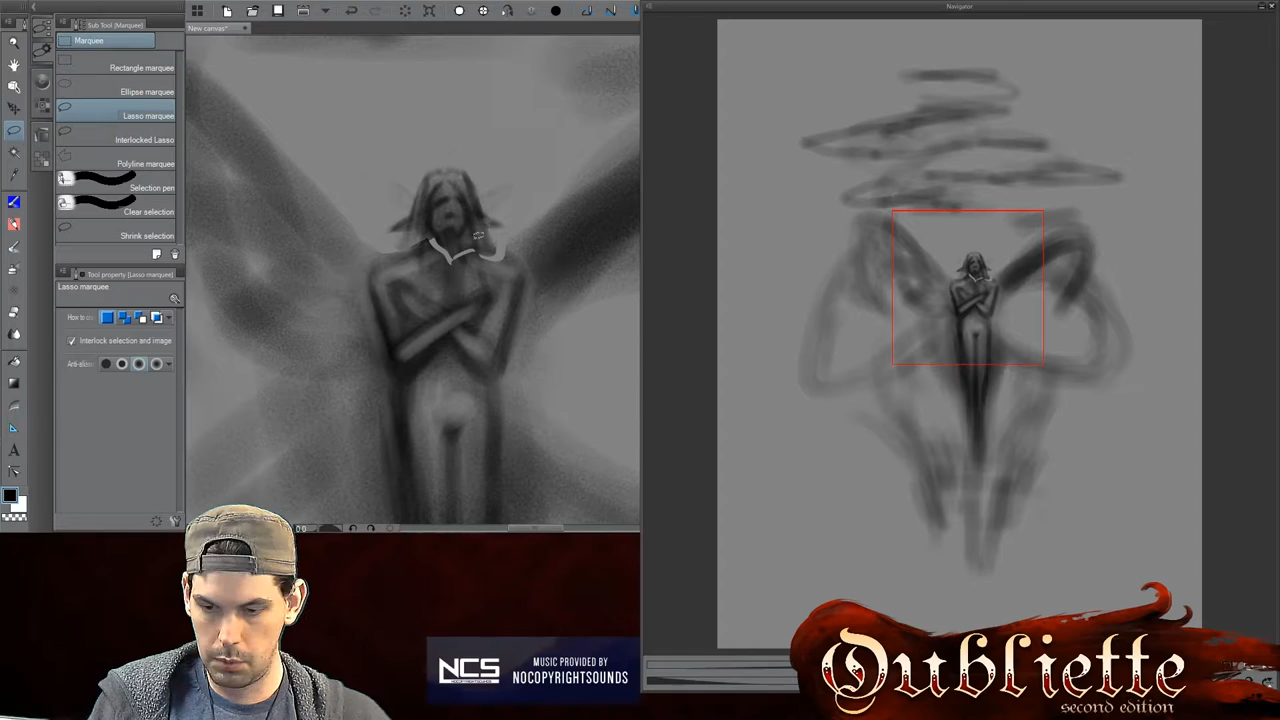 Navigator
Sub Tool (Marquee)
New canvas*
Marquee
Rectangle marquee
Ellipse marquee
Lasso marquee
Interlocked Lasso
Polyline marquee
Selection pen
Clear selection
Shrink selection
Tool property (Lasso marquee)
Lasso marquee
How to
Interlock selection and image
A
NCS
MUSIC PROVIDED BY
NOCOPYRIGHTSOUNDS
Oubliette
second edition